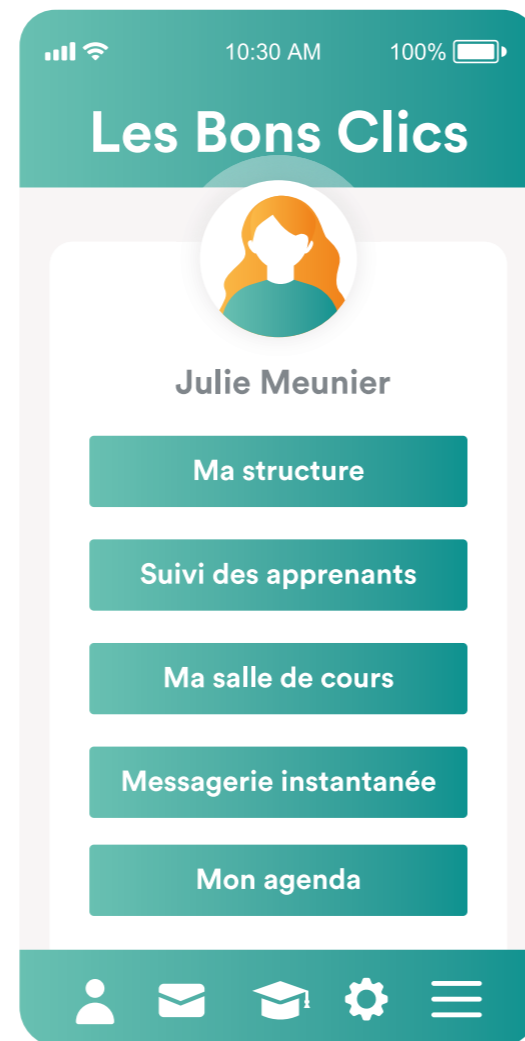 10:30 AM 100%
Les Bons Clics
Julie Meunier
Ma structure
Suivi des apprenants
Ma salle de cours
Messagerie instantanée
Mon agenda